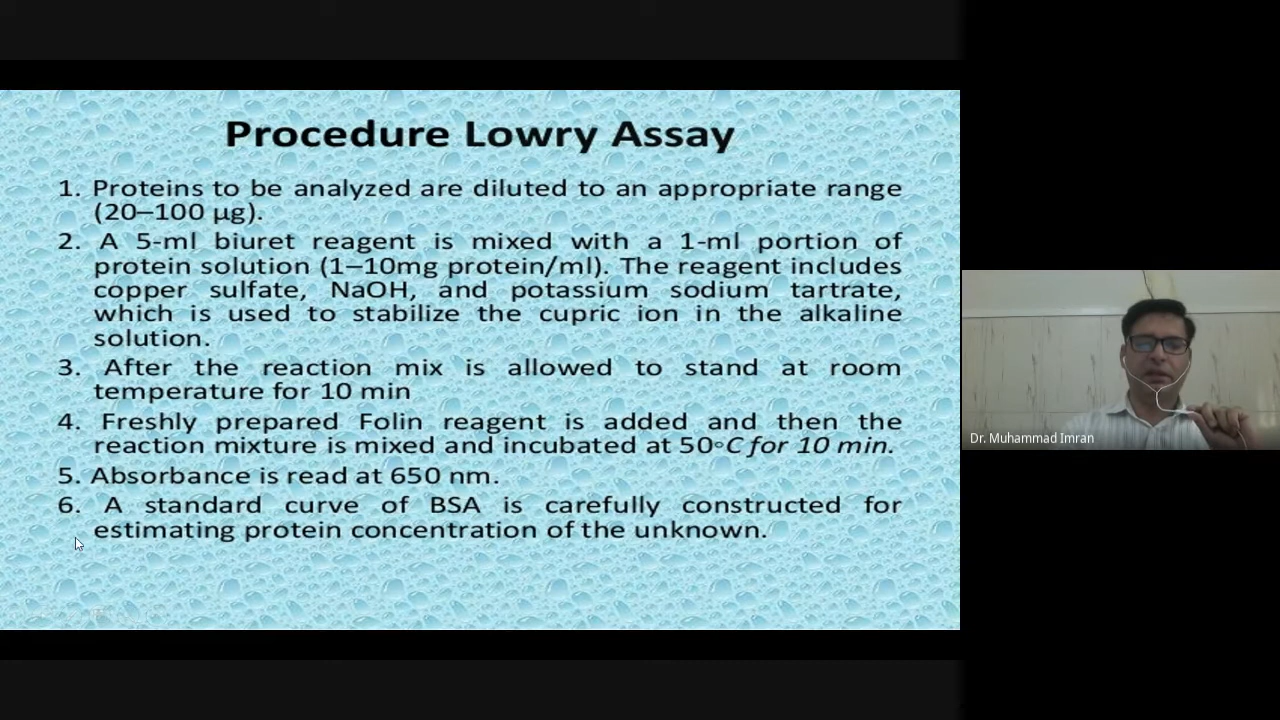 Procedure Lowry Assay
1. Proteins to be analyzed are diluted to an appropriate range
(20–100 µg).
2. A 5-ml biuret reagent is mixed with a 1-ml portion of
protein solution (1–10mg protein/ml). The reagent includes
copper sulfate, NaOH, and potassium sodium tartrate,
which is used to stabilize the cupric ion in the alkaline
solution.
3. After the reaction mix is allowed to stand at room
temperature for 10 min
4. Freshly prepared Folin reagent is added and then the
reaction mixture is mixed and incubated at 50◦C for 10 min.
5. Absorbance is read at 650 nm.
6. A standard curve of BSA is carefully constructed for
estimating protein concentration of the unknown.
Dr. Muhammad Imran